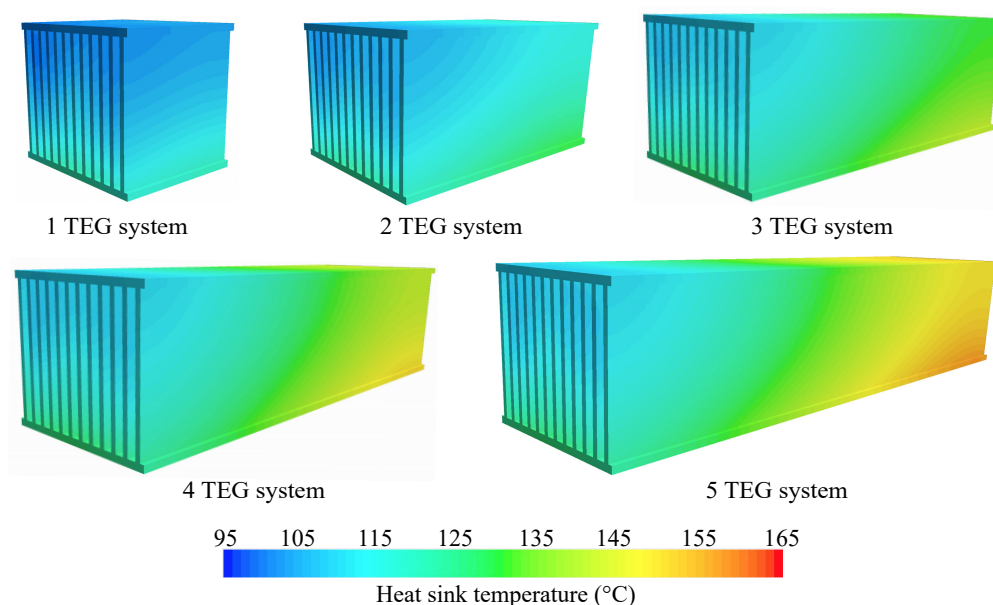 1 TEG system
2 TEG system
3 TEG system
4 TEG system
5 TEG system
95 105 115 125 135 145 155 165
Heat sink temperature (°C)